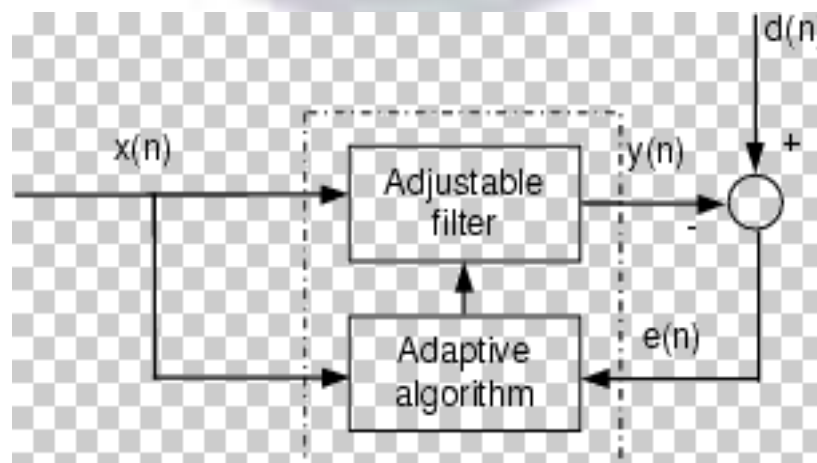 d(n
x(n)
Adjustable
filter
y(n)
+
-
Adaptive
algorithm
e(n)